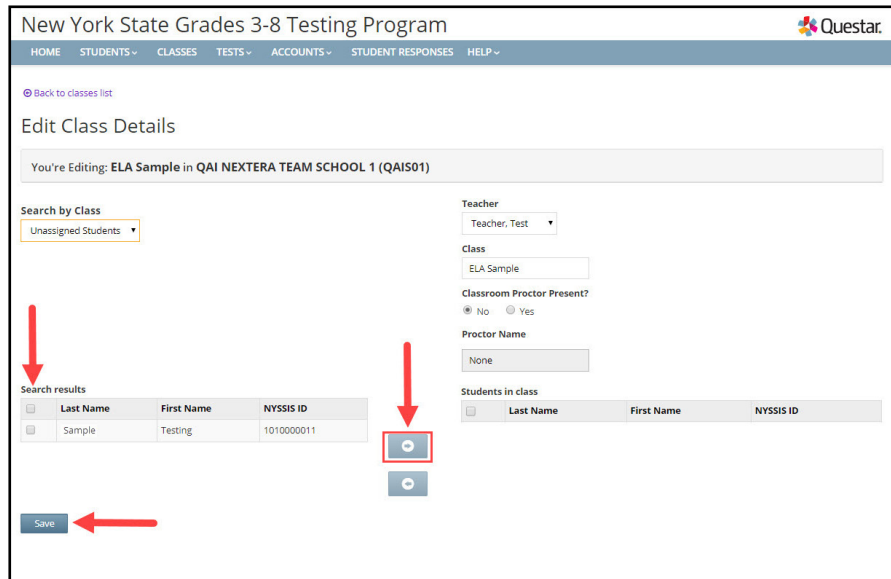 New York State Grades 3-8 Testing Program
Questar.
HOME STUDENTS CLASSES TESTS ACCOUNTS STUDENT RESPONSES HELP
Back to classes list
Edit Class Details
You're Editing: ELA Sample in QAI NEXTERA TEAM SCHOOL 1 (QAIS01)
Search by Class
Unassigned Students
Teacher
Teacher, Test
Class
ELA Sample
Classroom Proctor Present?
No Yes
Proctor Name
None
Search results
Last Name First Name NYSSIS ID
Sample Testing 1010000011
Students in class
Last Name First Name NYSSIS ID
Save